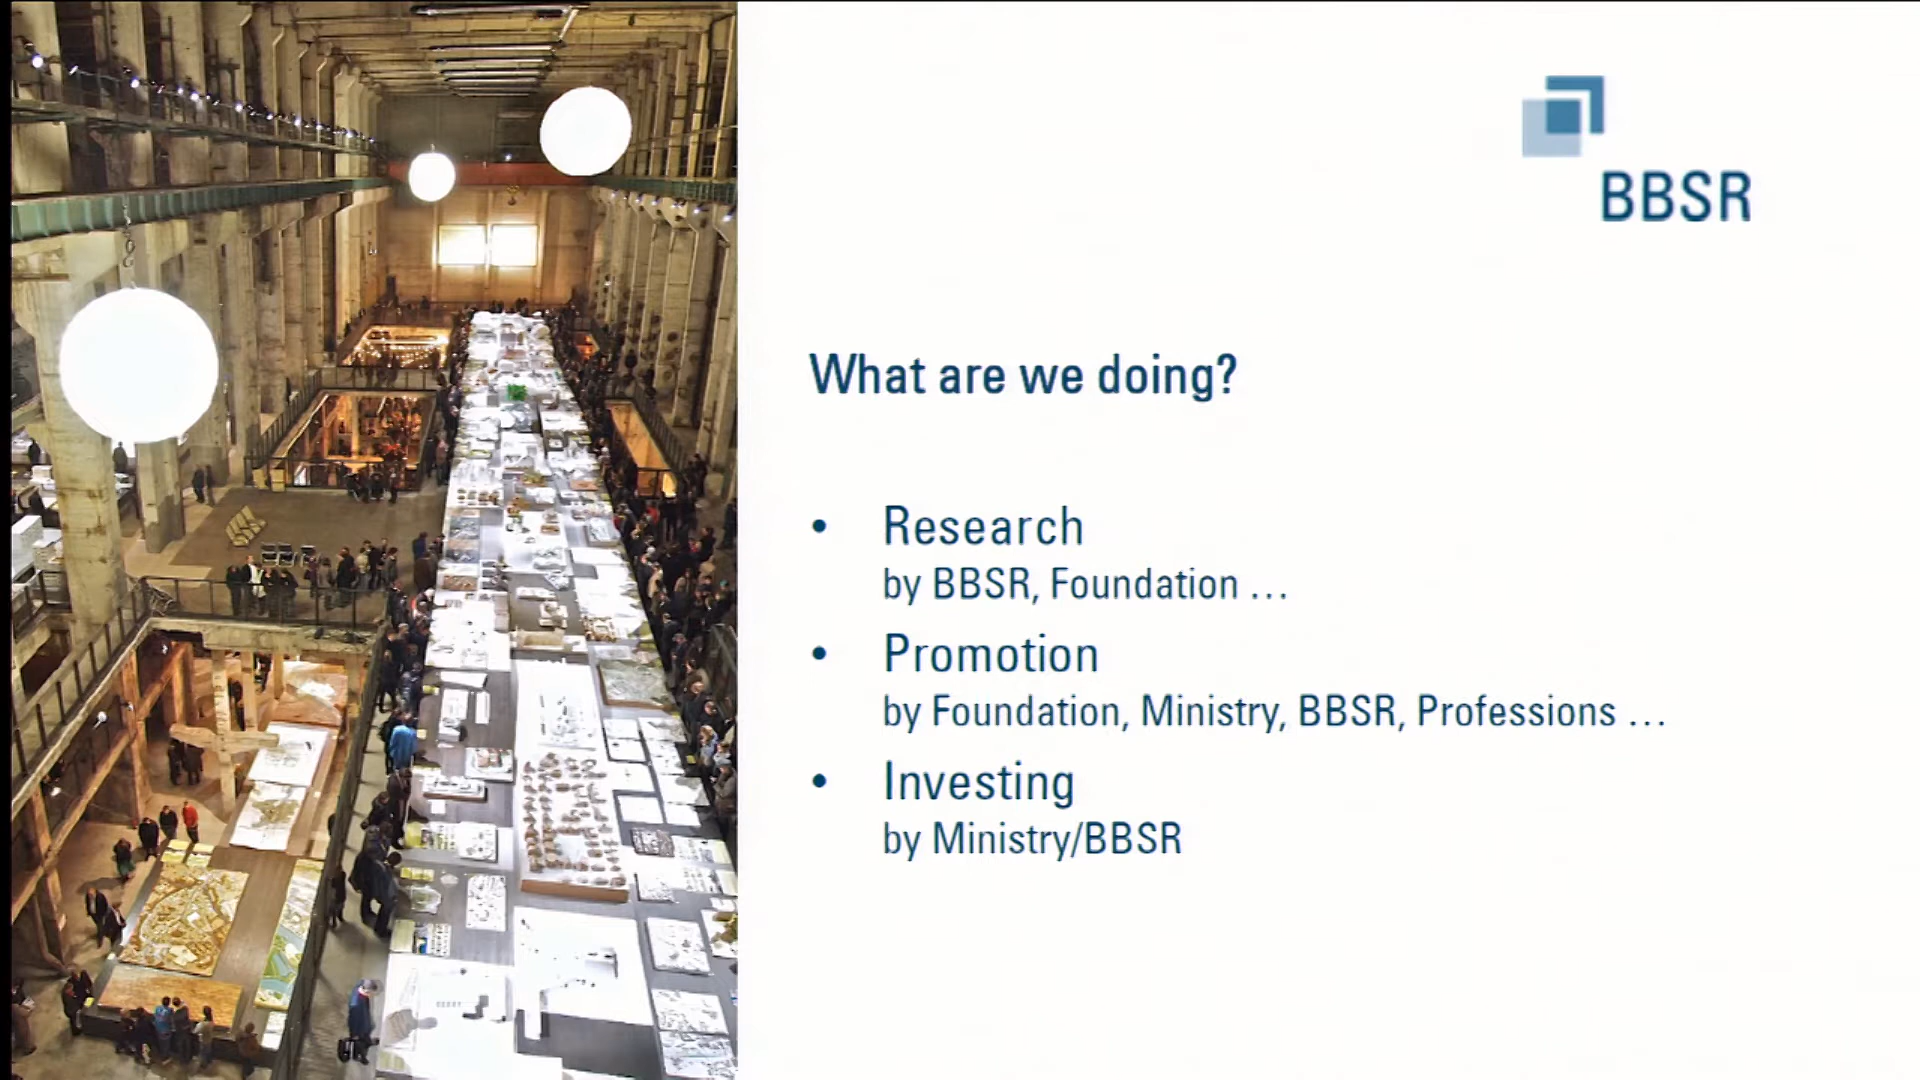 BBSR
What are we doing?
• Research
by BBSR, Foundation …
• Promotion
by Foundation, Ministry, BBSR, Professions …
• Investing
by Ministry/BBSR